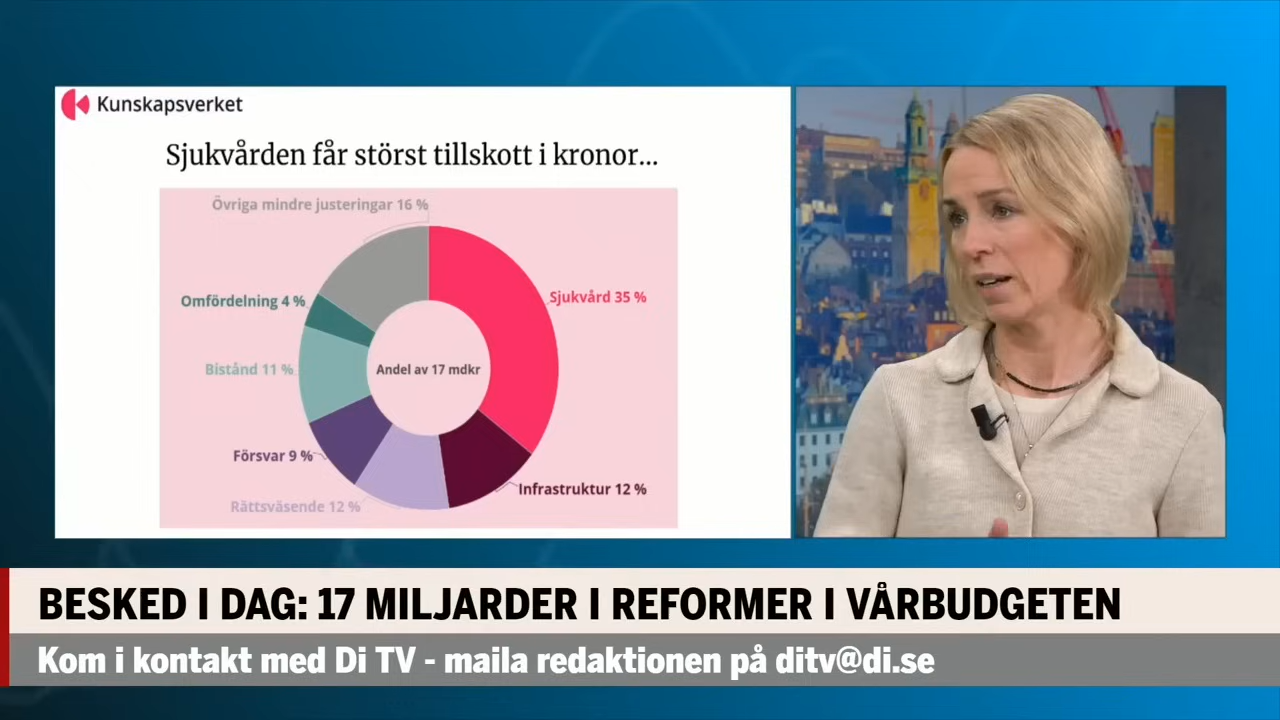 Kunskapsverket
Sjukvården får störst tillskott i kronor...
Övriga mindre justeringar 16 %
Sjukvård 35 %
Omfördelning 4 %
Bistånd 11 %
Andel av 17 mdkr
Försvar 9 %
Infrastruktur 12 %
Rättsväsende 12 %
BESKED I DAG: 17 MILJARDER I REFORMER I VÅRBUDGETEN
Kom i kontakt med Di TV - maila redaktionen på ditv@di.se